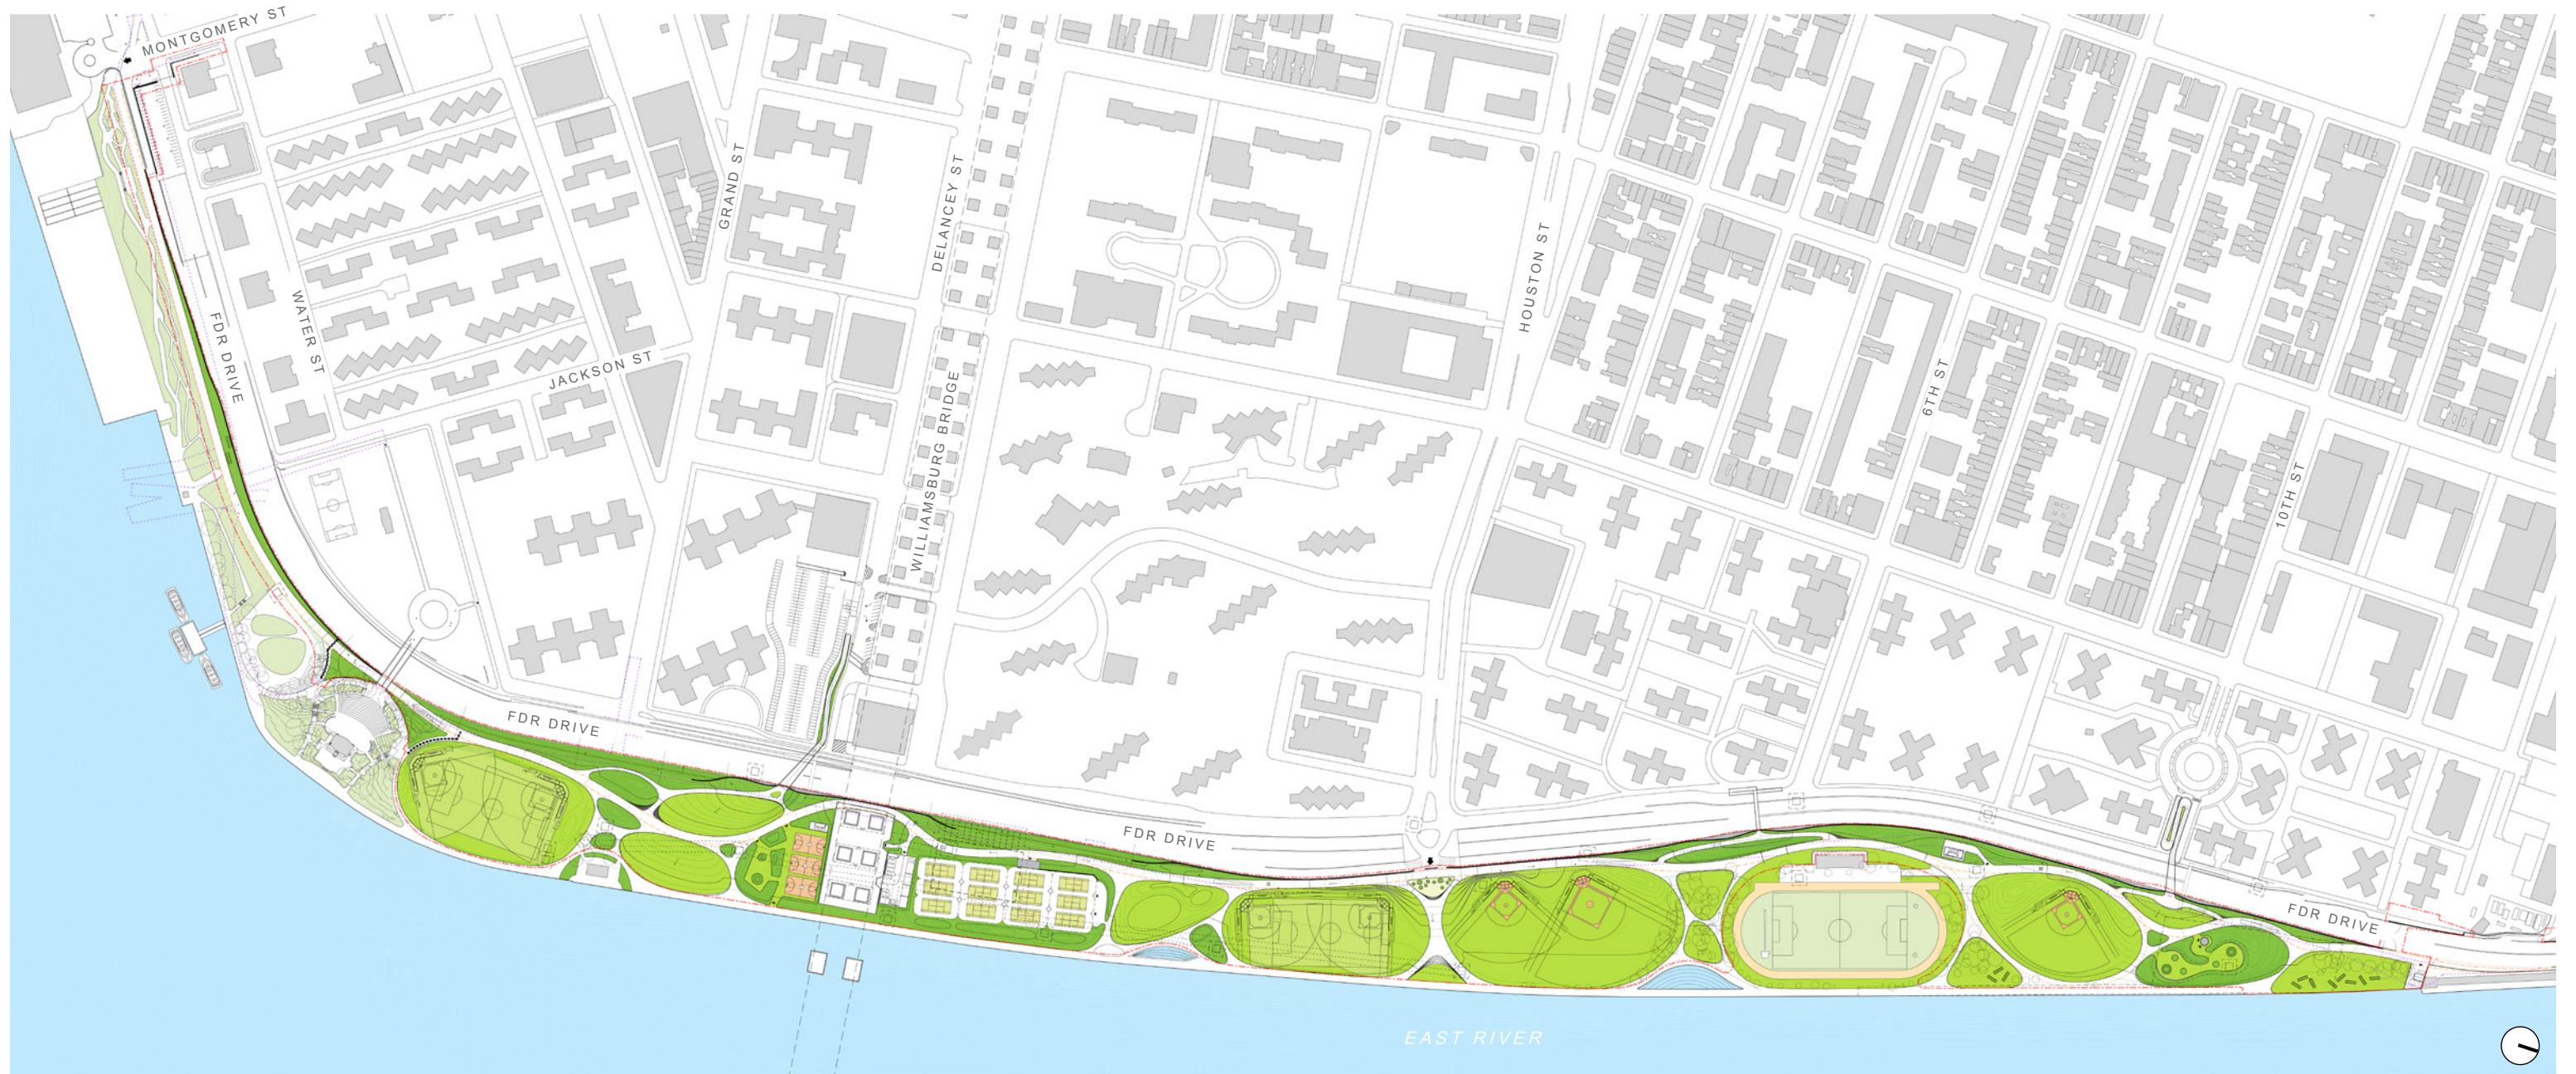 MONTGOMERY ST
GRAND ST
DELANCEY ST
HOUSTON ST
WATER ST
FDR DRIVE
JACKSON ST
WILLIAMSBURG BRIDGE
6TH ST
10TH ST
FDR DRIVE
FDR DRIVE
FDR DRIVE
EAST RIVER